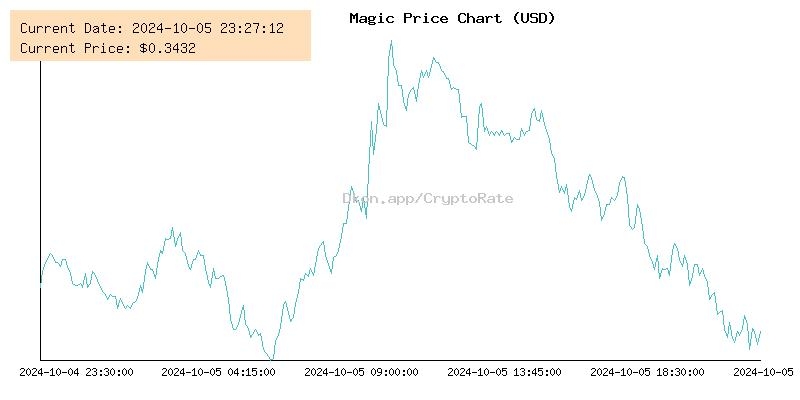 Magic Price Chart (USD)
Current Date: 2024-10-05 23:27:12
Current Price: $0.3432
Dkon.app/CryptoRate
2024-10-04 23:30:00 2024-10-05 04:15:00 2024-10-05 09:00:00 2024-10-05 13:45:00 2024-10-05 18:30:00 2024-10-05